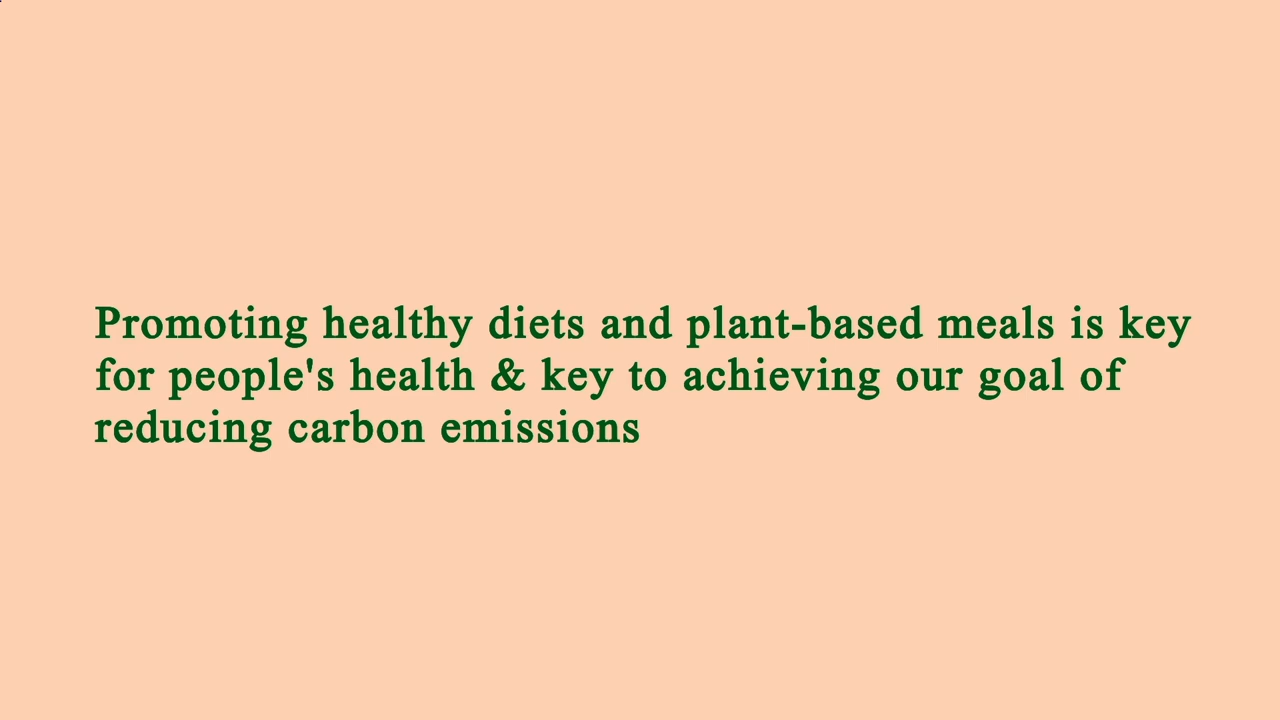 Promoting healthy diets and plant-based meals is key
for people's health & key to achieving our goal of
reducing carbon emissions